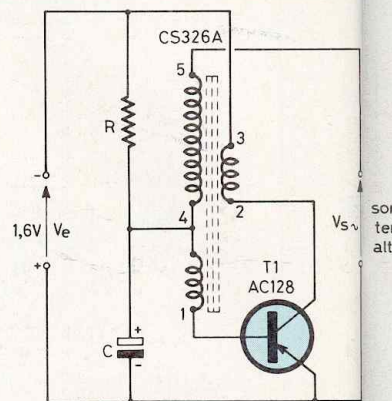 CS326A
5
R
3
-
4
2
1,6V Ve
Vs~
son
ten
alt
+
T1
AC128
1
+
C
-